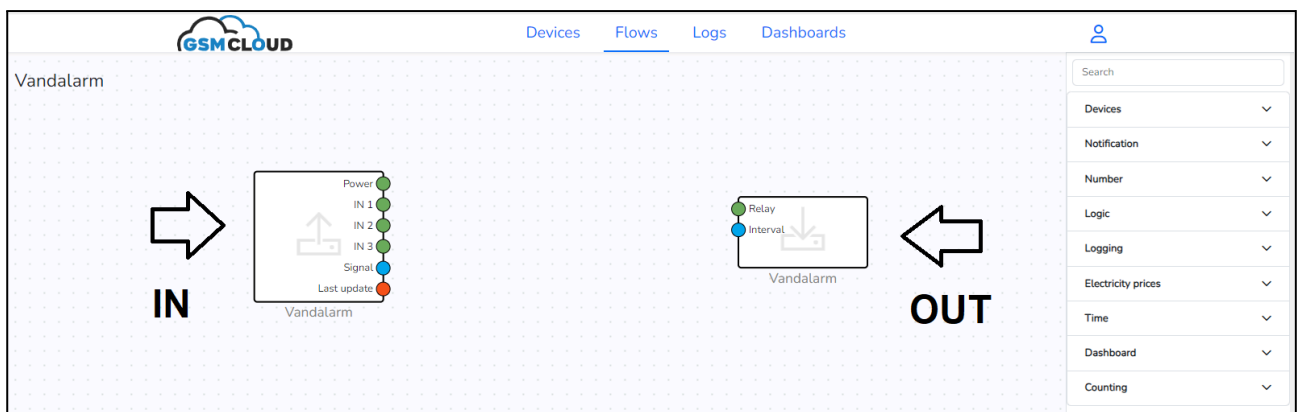 GSMCLOUD
Devices Flows Logs Dashboards
Vandalarm
Search
Devices
Notification
Number
Logic
Logging
Electricity prices
Time
Dashboard
Counting
IN
Power
IN 1
IN 2
IN 3
Signal
Last update
Vandalarm
Relay
Interval
Vandalarm
OUT